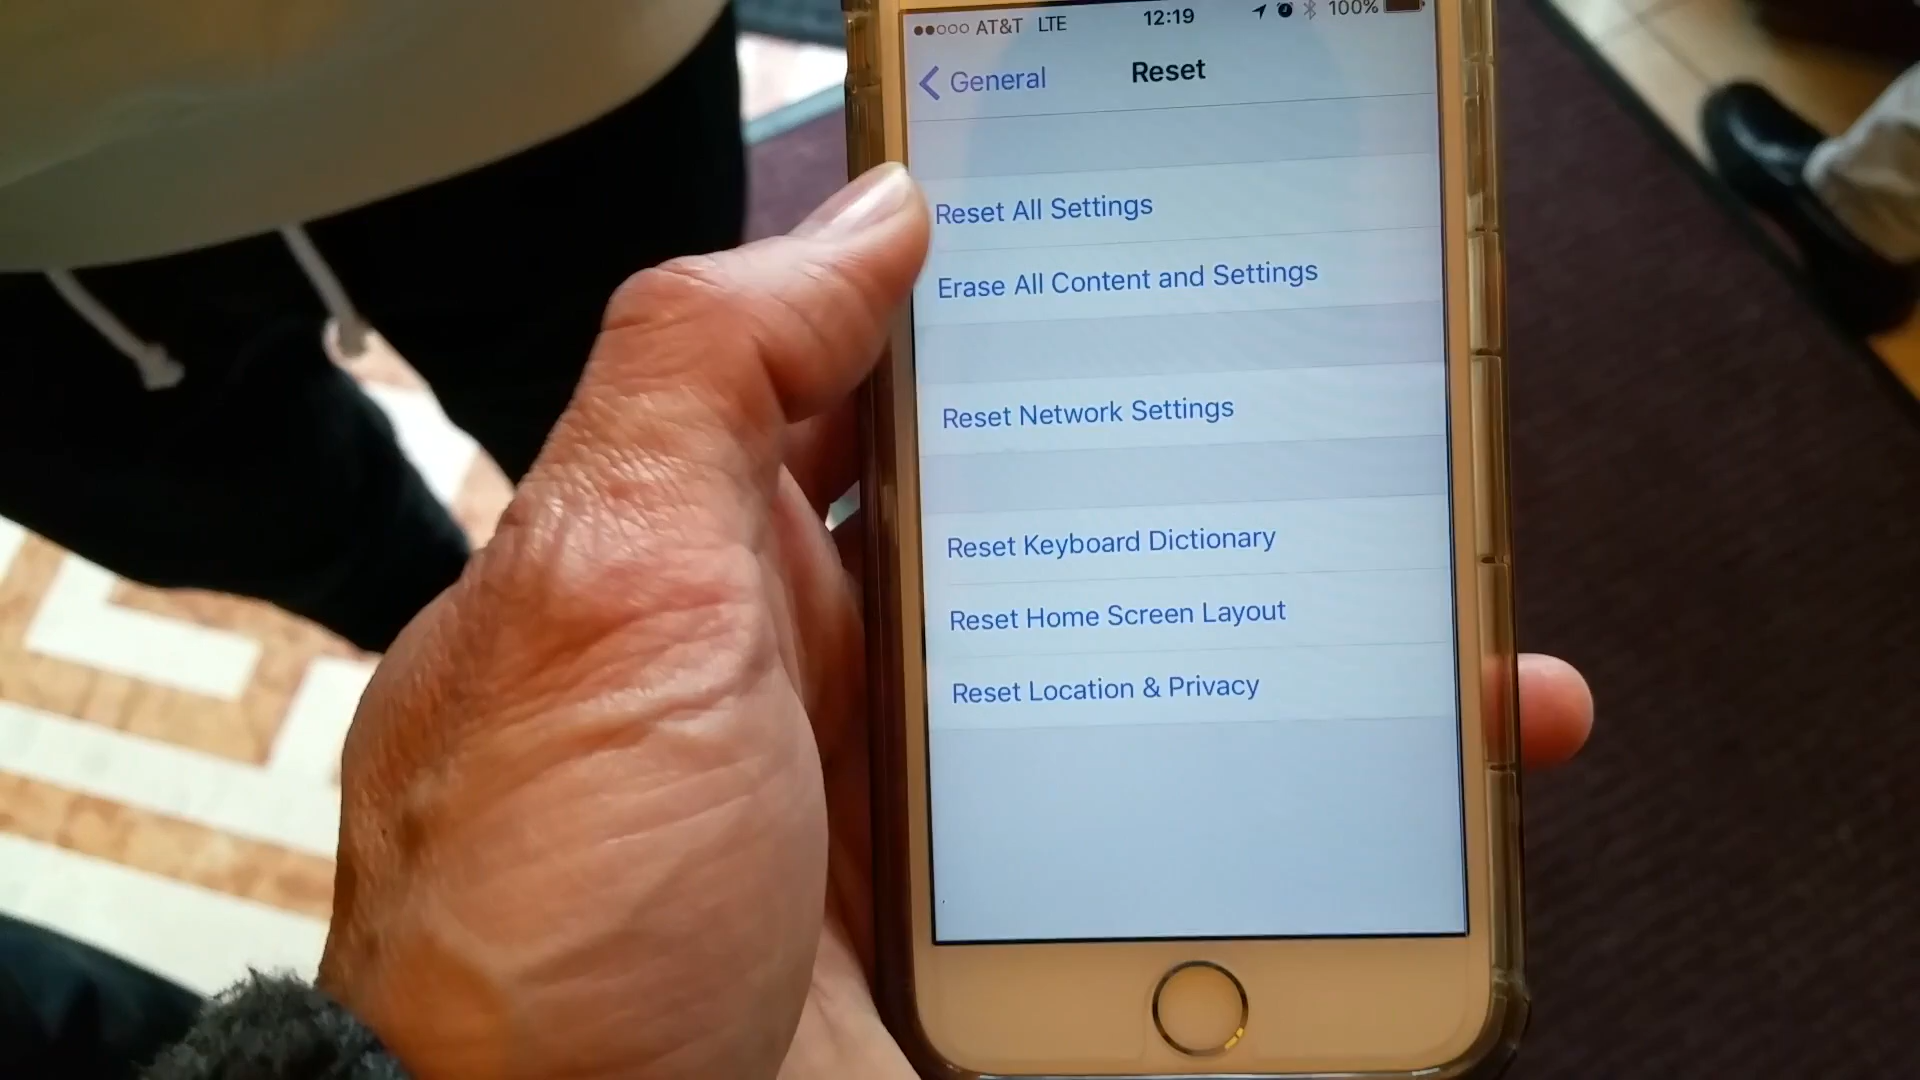 AT&T LTE 12:19 100%
General Reset
Reset All Settings
Erase All Content and Settings
Reset Network Settings
Reset Keyboard Dictionary
Reset Home Screen Layout
Reset Location & Privacy